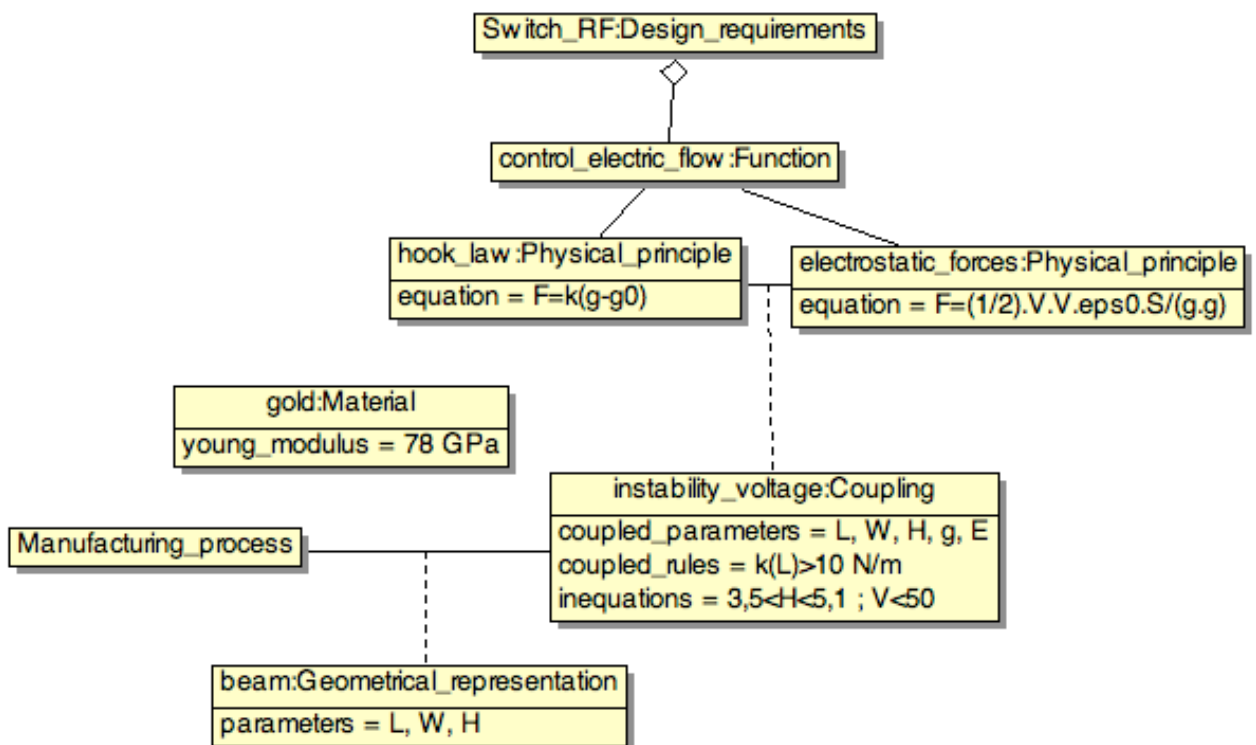 Switch_RF:Design_requirements
control_electric_flow:Function
hook_law:Physical_principle
equation = F=k(g-g0)
electrostatic_forces:Physical_principle
equation = F=(1/2).V.V.eps0.S/(g.g)
gold:Material
young_modulus = 78 GPa
instability_voltage:Coupling
coupled_parameters = L, W, H, g, E
coupled_rules = k(L)>10 N/m
inequations = 3,5<H<5,1 ; V<50
Manufacturing_process
beam:Geometrical_representation
parameters = L, W, H